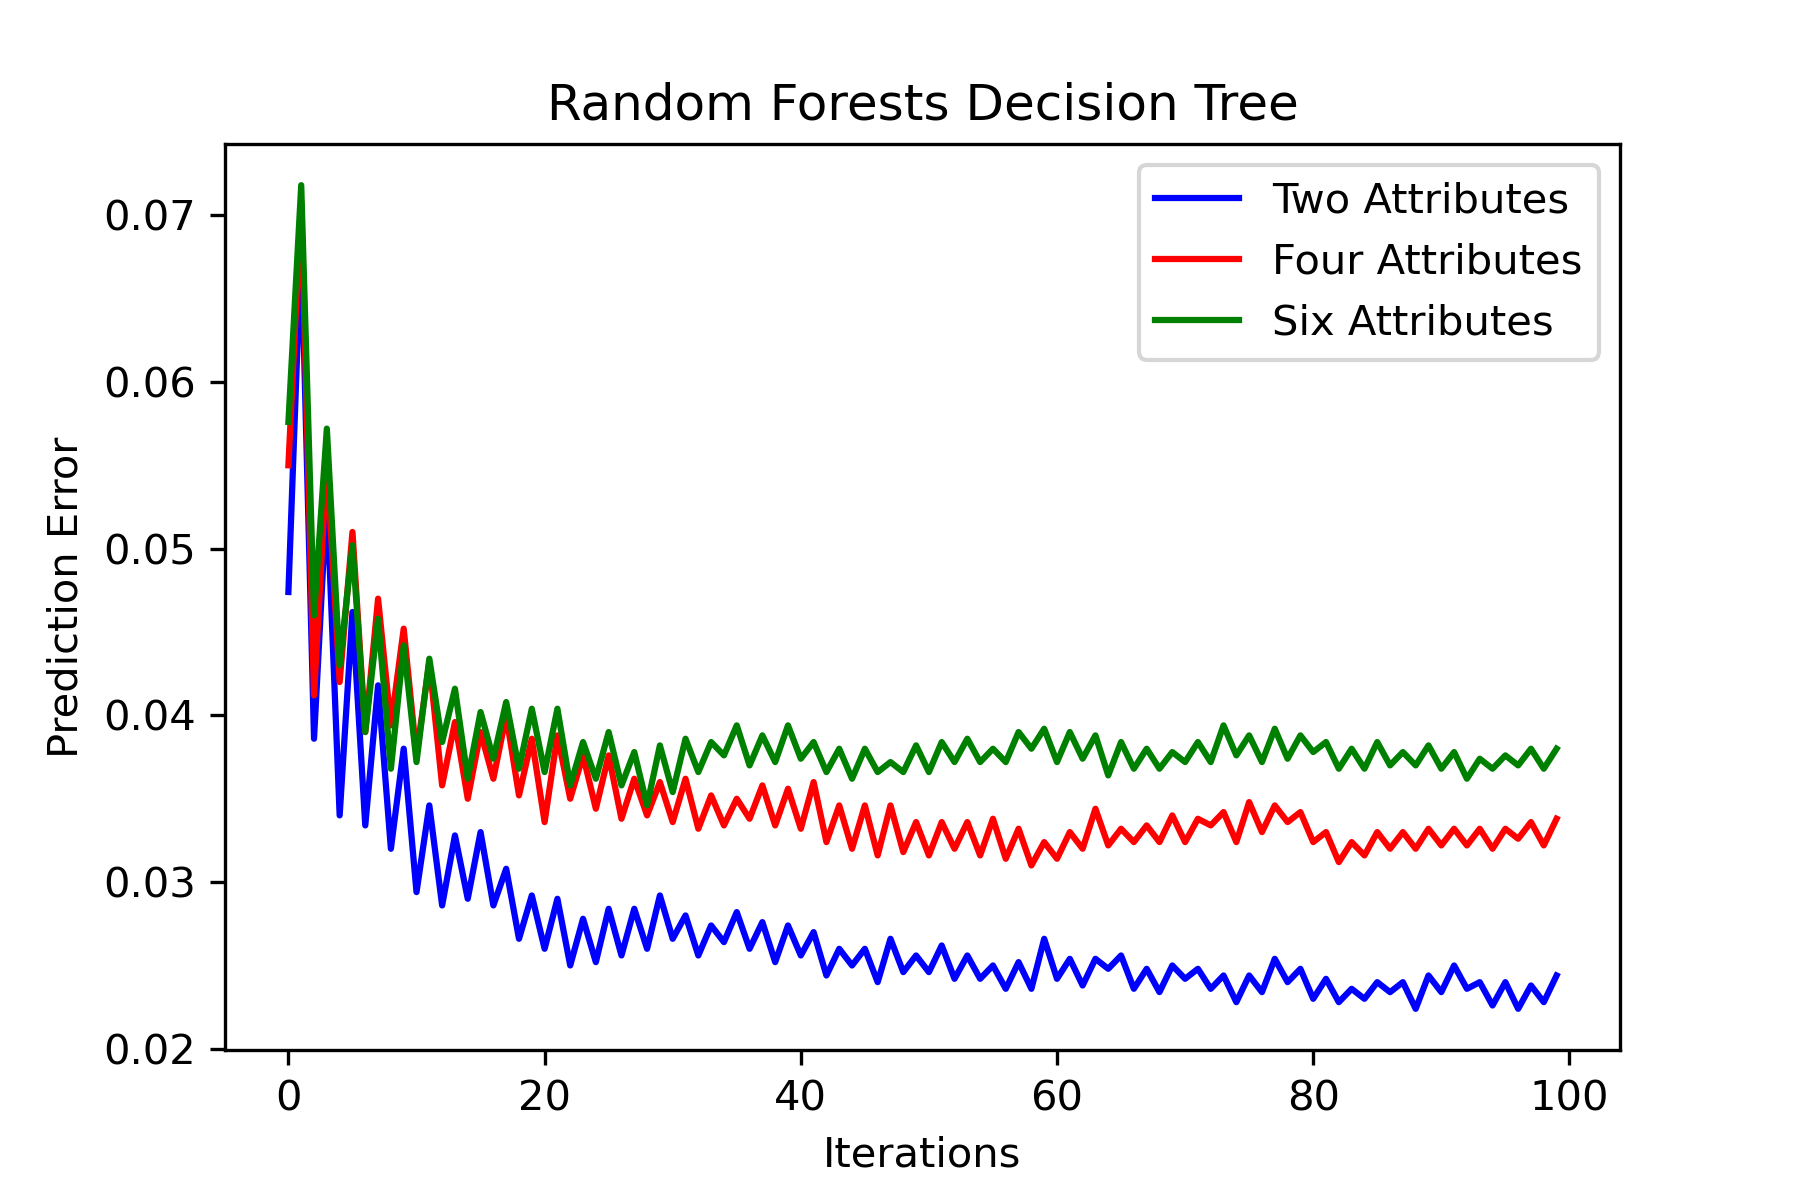 Random Forests Decision Tree
Two Attributes
Four Attributes
Six Attributes
0.07
0.06
0.05
0.04
0.03
0.02
Prediction Error
0 20 40 60 80 100
Iterations